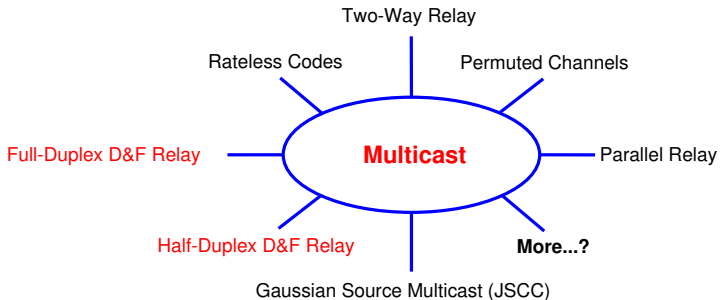 Two-Way Relay
Rateless Codes
Permuted Channels
Full-Duplex D&F Relay
Multicast
Parallel Relay
Half-Duplex D&F Relay
More...?
Gaussian Source Multicast (JSCC)